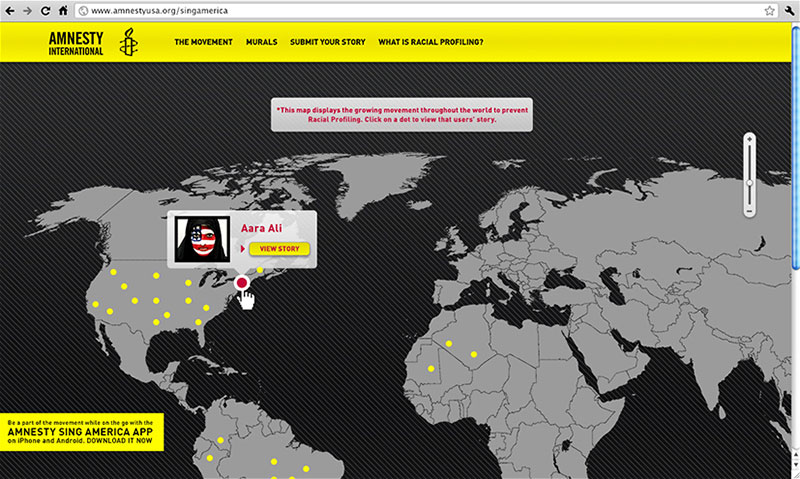 www.amnestyusa.org/singamerica
AMNESTY
INTERNATIONAL
THE MOVEMENT
MURALS
SUBMIT YOUR STORY
WHAT IS RACIAL PROFILING?
*This map displays the growing movement throughout the world to prevent
Racial Profiling. Click on a dot to view that users' story.
+
Aara Ali
VIEW STORY
–
Be a part of the movement while on the go with the
AMNESTY SING AMERICA APP
on iPhone and Android. DOWNLOAD IT NOW